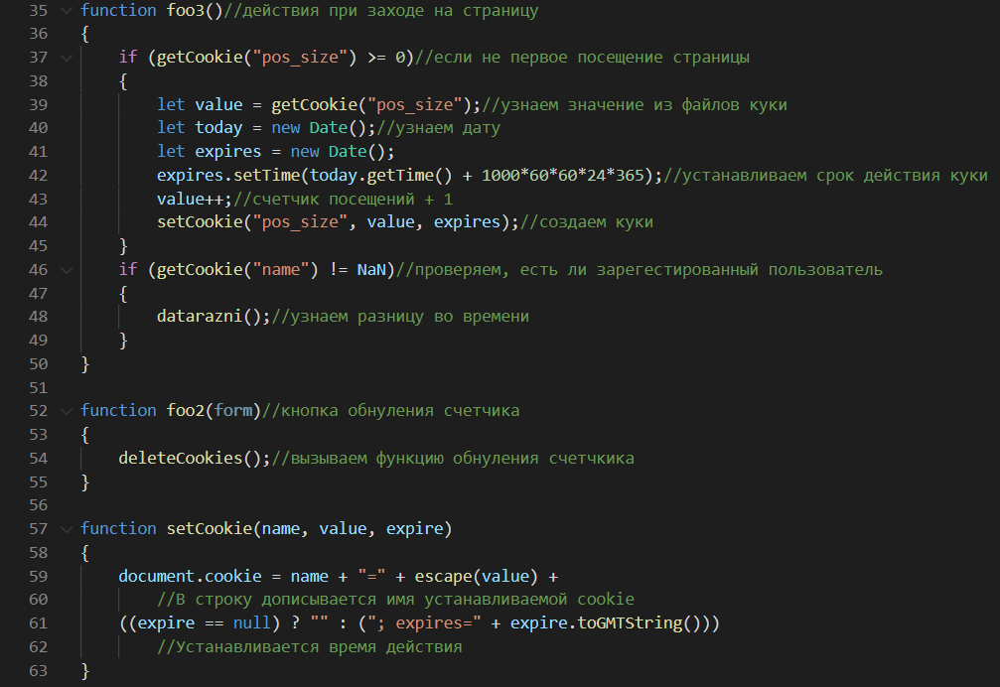 35 function foo3()//действия при заходе на страницу
36 {
37 if (getCookie("pos_size") >= 0)//если не первое посещение страницы
38 {
39 let value = getCookie("pos_size");//узнаем значение из файлов куки
40 let today = new Date();//узнаем дату
41 let expires = new Date();
42 expires.setTime(today.getTime() + 1000*60*60*24*365);//устанавливаем срок действия куки
43 value++;//счетчик посещений + 1
44 setCookie("pos_size", value, expires);//создаем куки
45 }
46 if (getCookie("name") != NaN)//проверяем, есть ли зарегестированный пользователь
47 {
48 datarazni();//узнаем разницу во времени
49 }
50 }
51
52 function foo2(form)//кнопка обнуления счетчика
53 {
54 deleteCookies();//вызываем функцию обнуления счетчкика
55 }
56
57 function setCookie(name, value, expire)
58 {
59 document.cookie = name + "=" + escape(value) +
60 //В строку дописывается имя устанавливаемой cookie
61 ((expire == null) ? "" : ("; expires=" + expire.toGMTString()))
62 //Устанавливается время действия
63 }